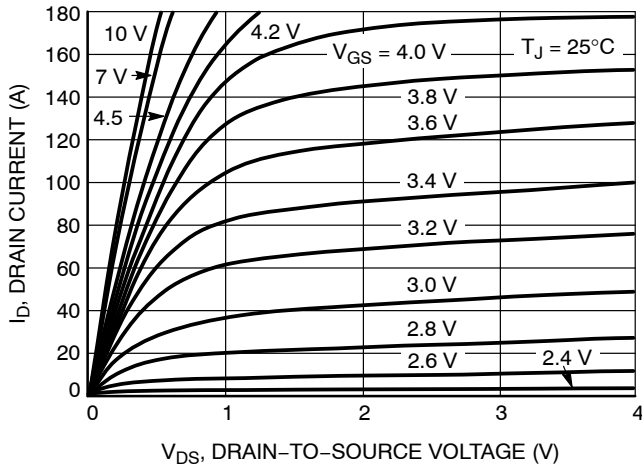 180
160
140
120
100
80
60
40
20
0
I_D, DRAIN CURRENT (A)
10 V
7 V
4.5
4.2 V
V_GS = 4.0 V
T_J = 25°C
3.8 V
3.6 V
3.4 V
3.2 V
3.0 V
2.8 V
2.6 V
2.4 V
0 1 2 3 4
V_DS, DRAIN−TO−SOURCE VOLTAGE (V)